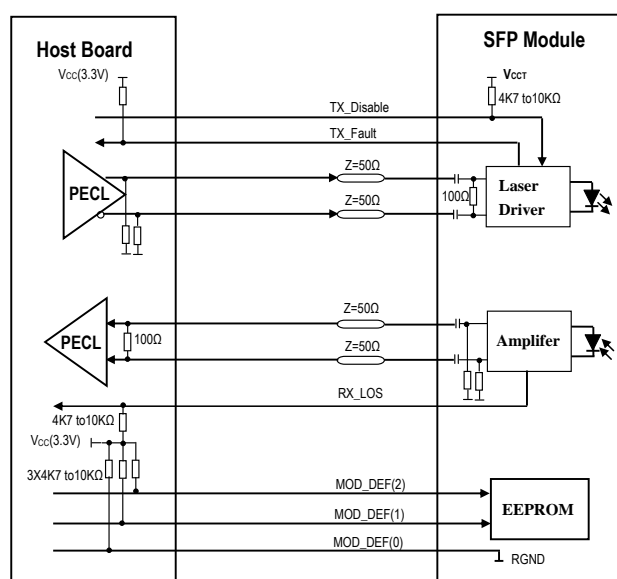 Host Board
SFP Module
Vcc(3.3V)
VCCT
4K7 to10KΩ
TX_Disable
TX_Fault
PECL
Z=50Ω
Z=50Ω
100Ω
Laser
Driver
PECL
100Ω
Z=50Ω
Z=50Ω
Amplifer
RX_LOS
4K7 to10KΩ
Vcc(3.3V)
3X4K7 to10KΩ
MOD_DEF(2)
MOD_DEF(1)
MOD_DEF(0)
EEPROM
RGND